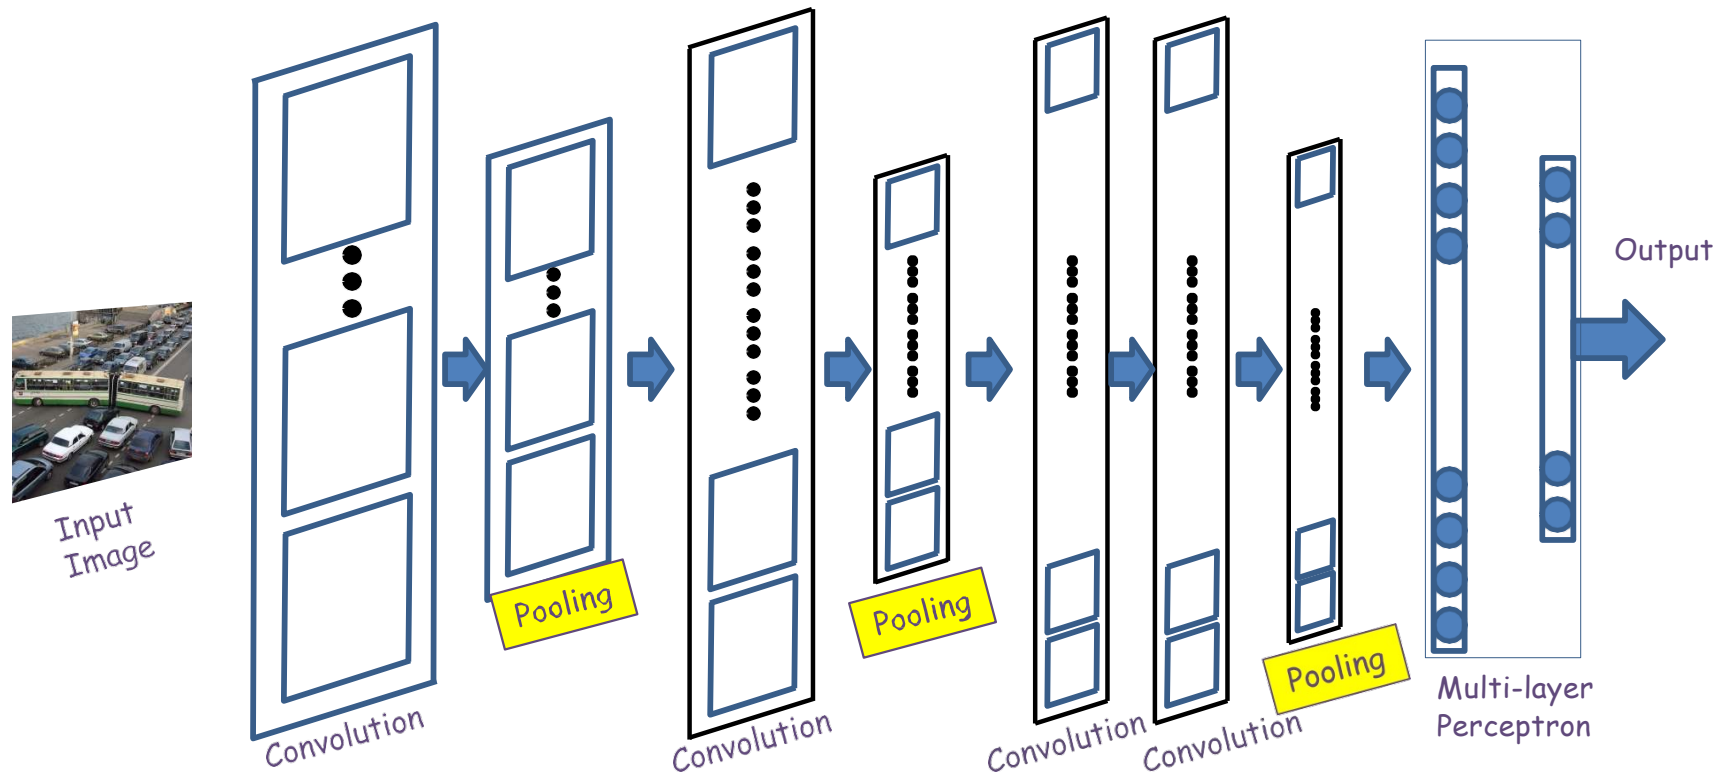 Input
Image
Convolution
Pooling
Convolution
Pooling
Convolution
Convolution
Pooling
Multi-layer
Perceptron
Output